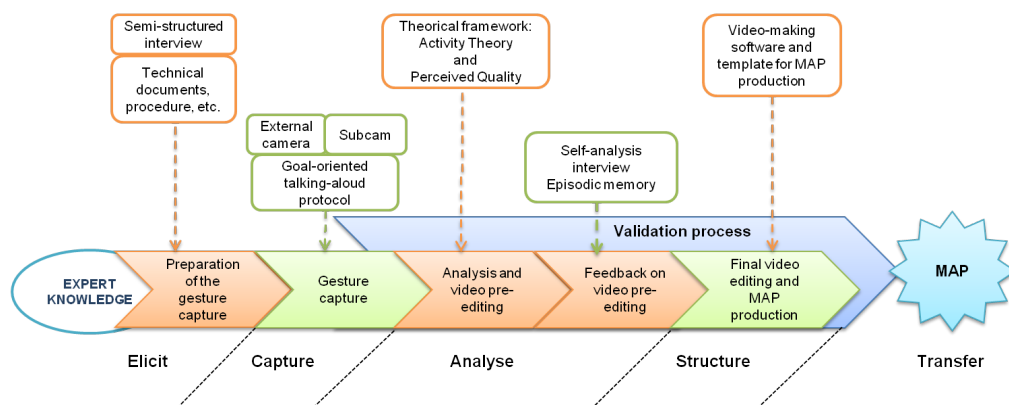 Semi-structured
interview
Technical
documents,
procedure, etc.
External
camera
Subcam
Goal-oriented
talking-aloud
protocol
Theorical framework:
Activity Theory
and
Perceived Quality
Self-analysis
interview
Episodic memory
Video-making
software and
template for MAP
production
Validation process
EXPERT
KNOWLEDGE
Preparation
of the
gesture
capture
Gesture
capture
Analysis and
video pre-
editing
Feedback on
video pre-
editing
Final video
editing and
MAP
production
MAP
Elicit
Capture
Analyse
Structure
Transfer